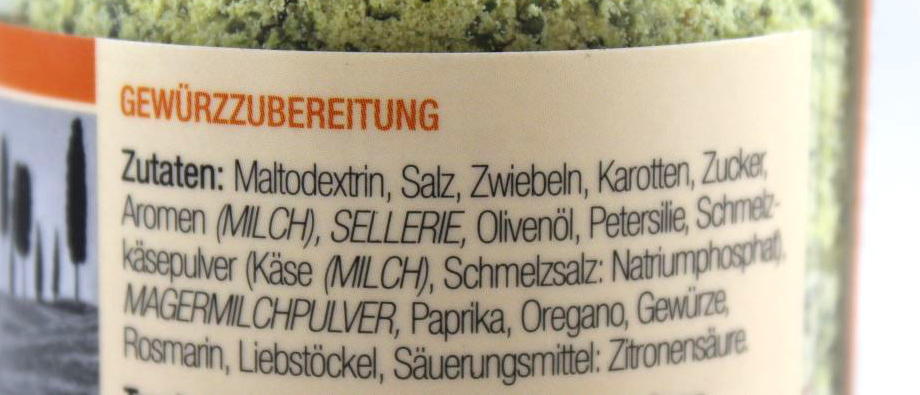 GEWÜRZZUBEREITUNG
Zutaten: Maltodextrin, Salz, Zwiebeln, Karotten, Zucker,
Aromen (MILCH), SELLERIE, Olivenöl, Petersilie, Schmelz-
käsepulver (Käse (MILCH), Schmelzsalz: Natriumphosphat),
MAGERMILCHPULVER, Paprika, Oregano, Gewürze,
Rosmarin, Liebstöckel, Säuerungsmittel: Zitronensäure.